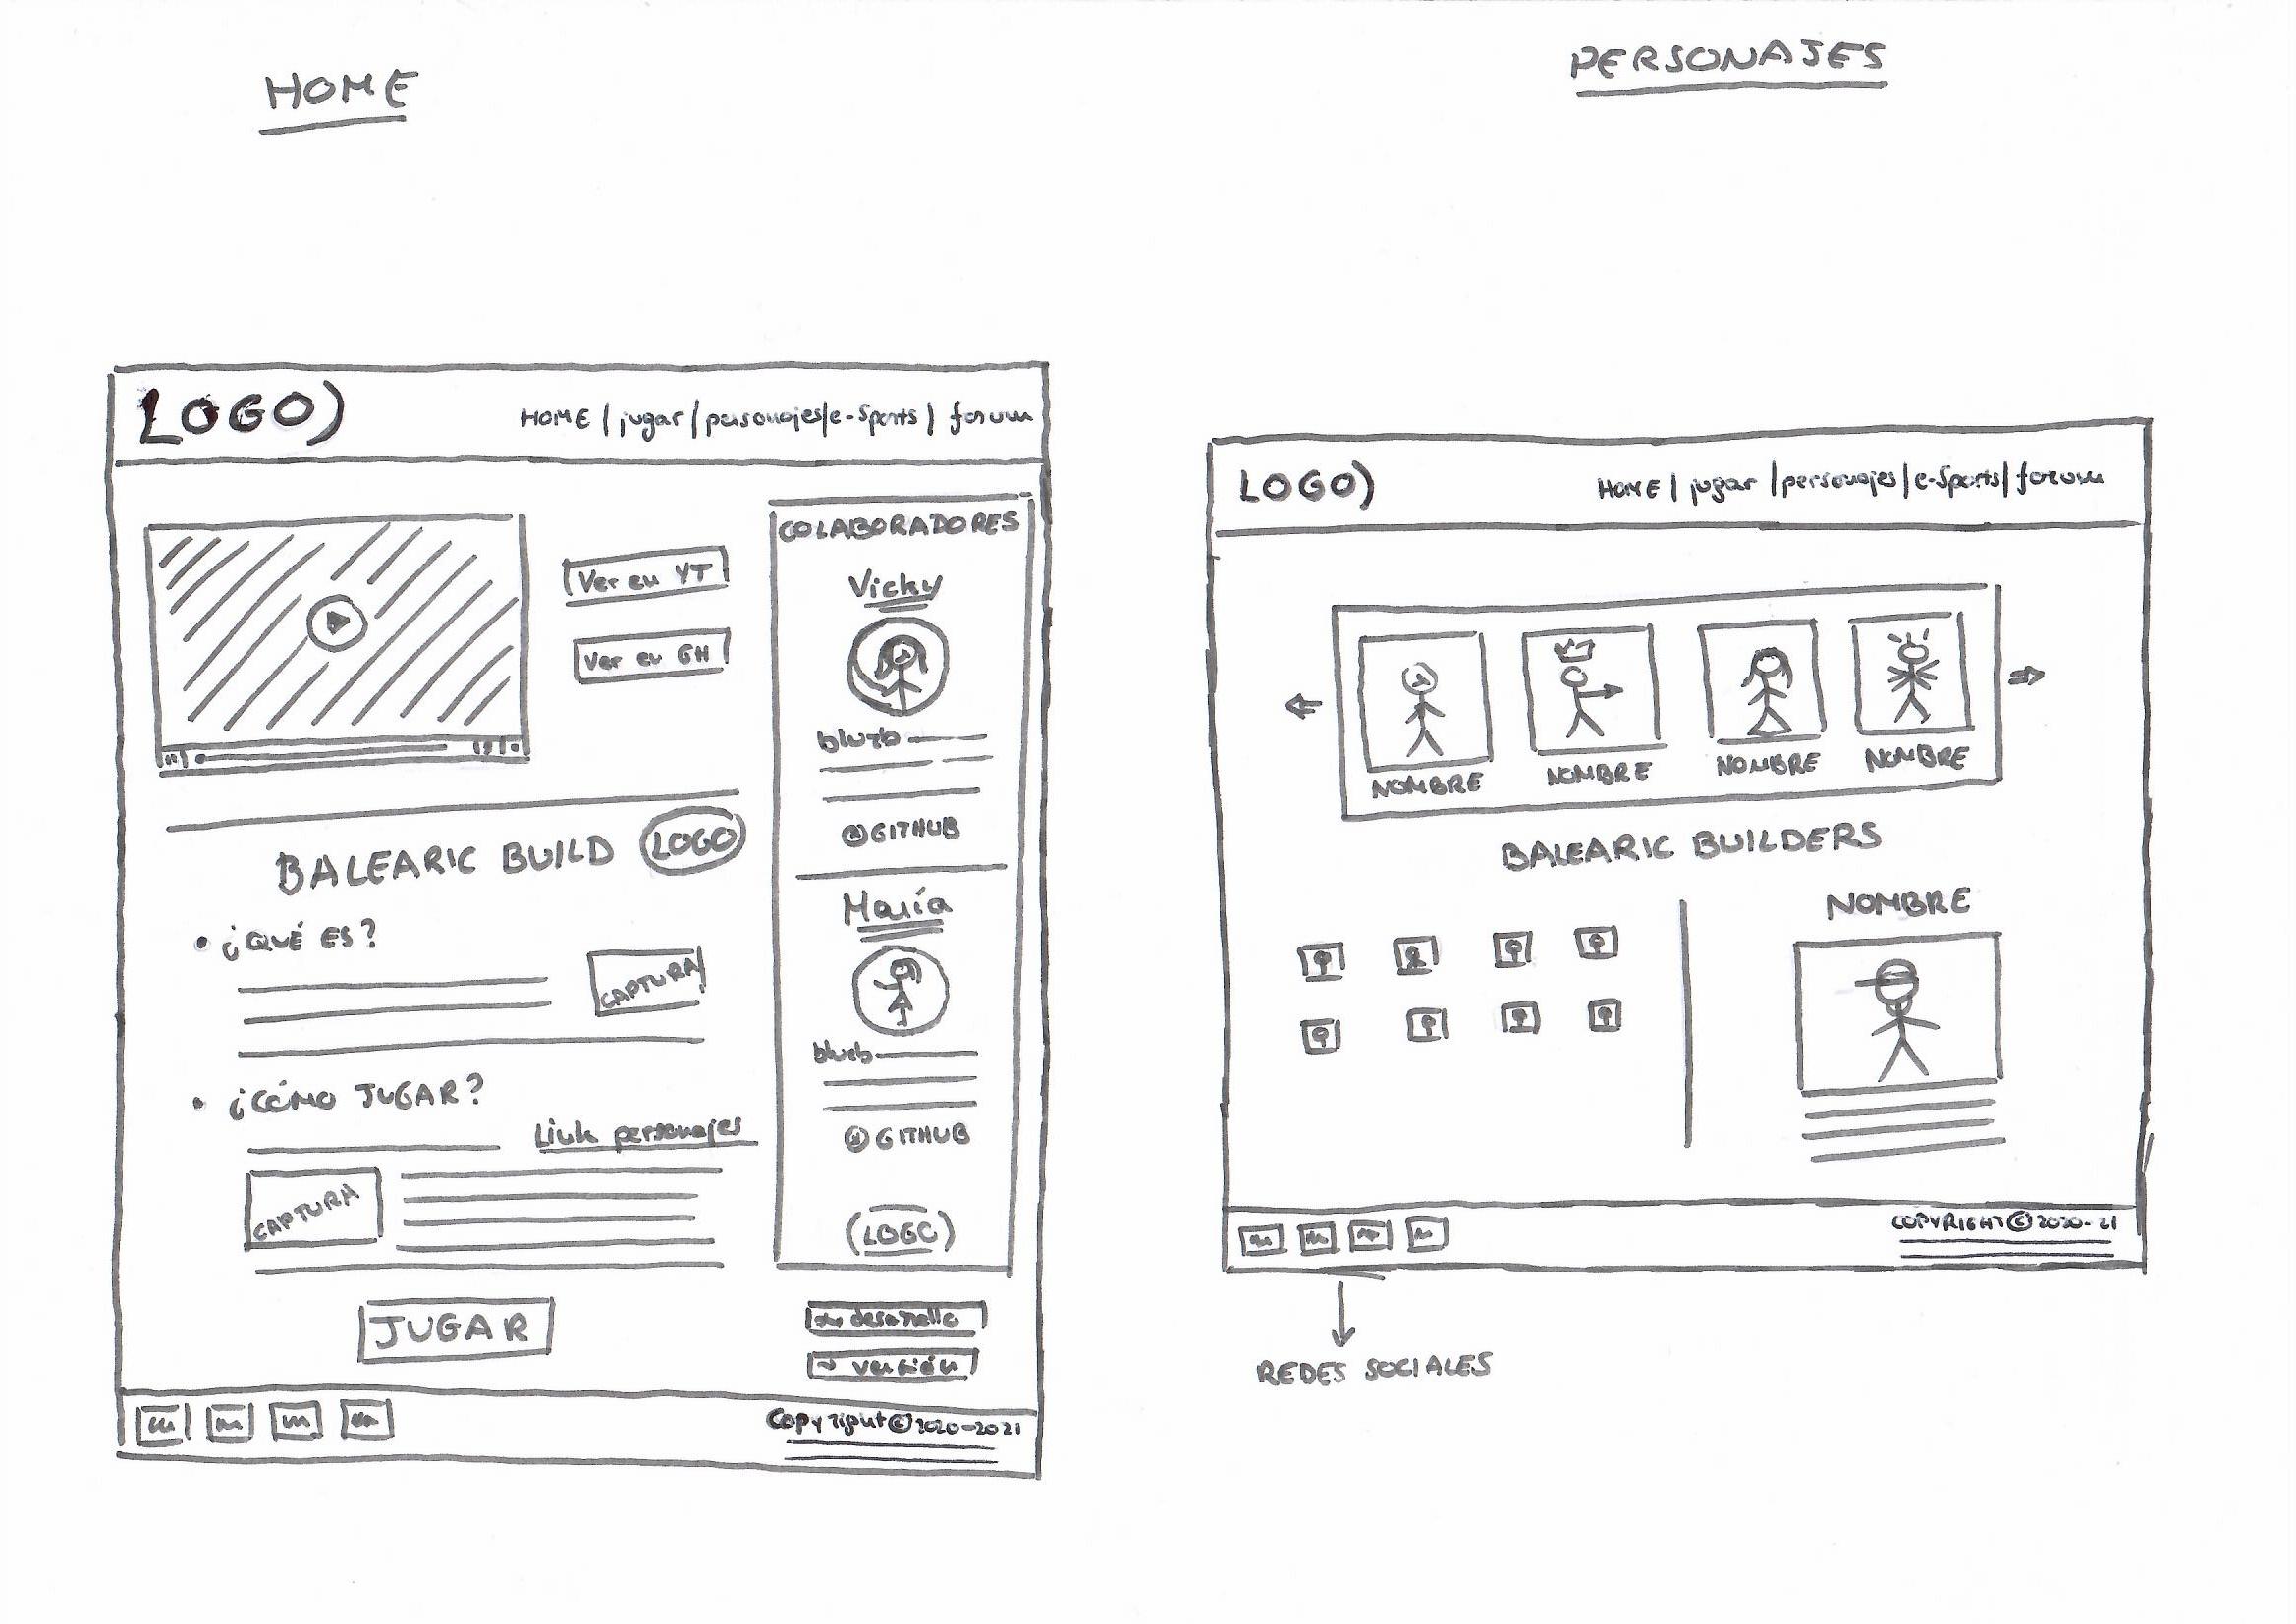 HOME
LOGO)
HOME | jugar | personajes | e-Sports | forum
Ver en YT
Ver en GH
COLABORADORES
Vicky
blurb
@GITHUB
María
blurb
@GITHUB
(LOGO)
BALEARIC BUILD LOGO
• ¿QUÉ ES?
CAPTURA
• ¿CÓMO JUGAR?
Link personajes
CAPTURA
JUGAR
desarrollo
versión
Copyright © 2020-2021
PERSONAJES
LOGO)
HOME | jugar | personajes | e-Sports | forum
NOMBRE NOMBRE NOMBRE NOMBRE
BALEARIC BUILDERS
NOMBRE
COPYRIGHT © 2020-21
REDES SOCIALES